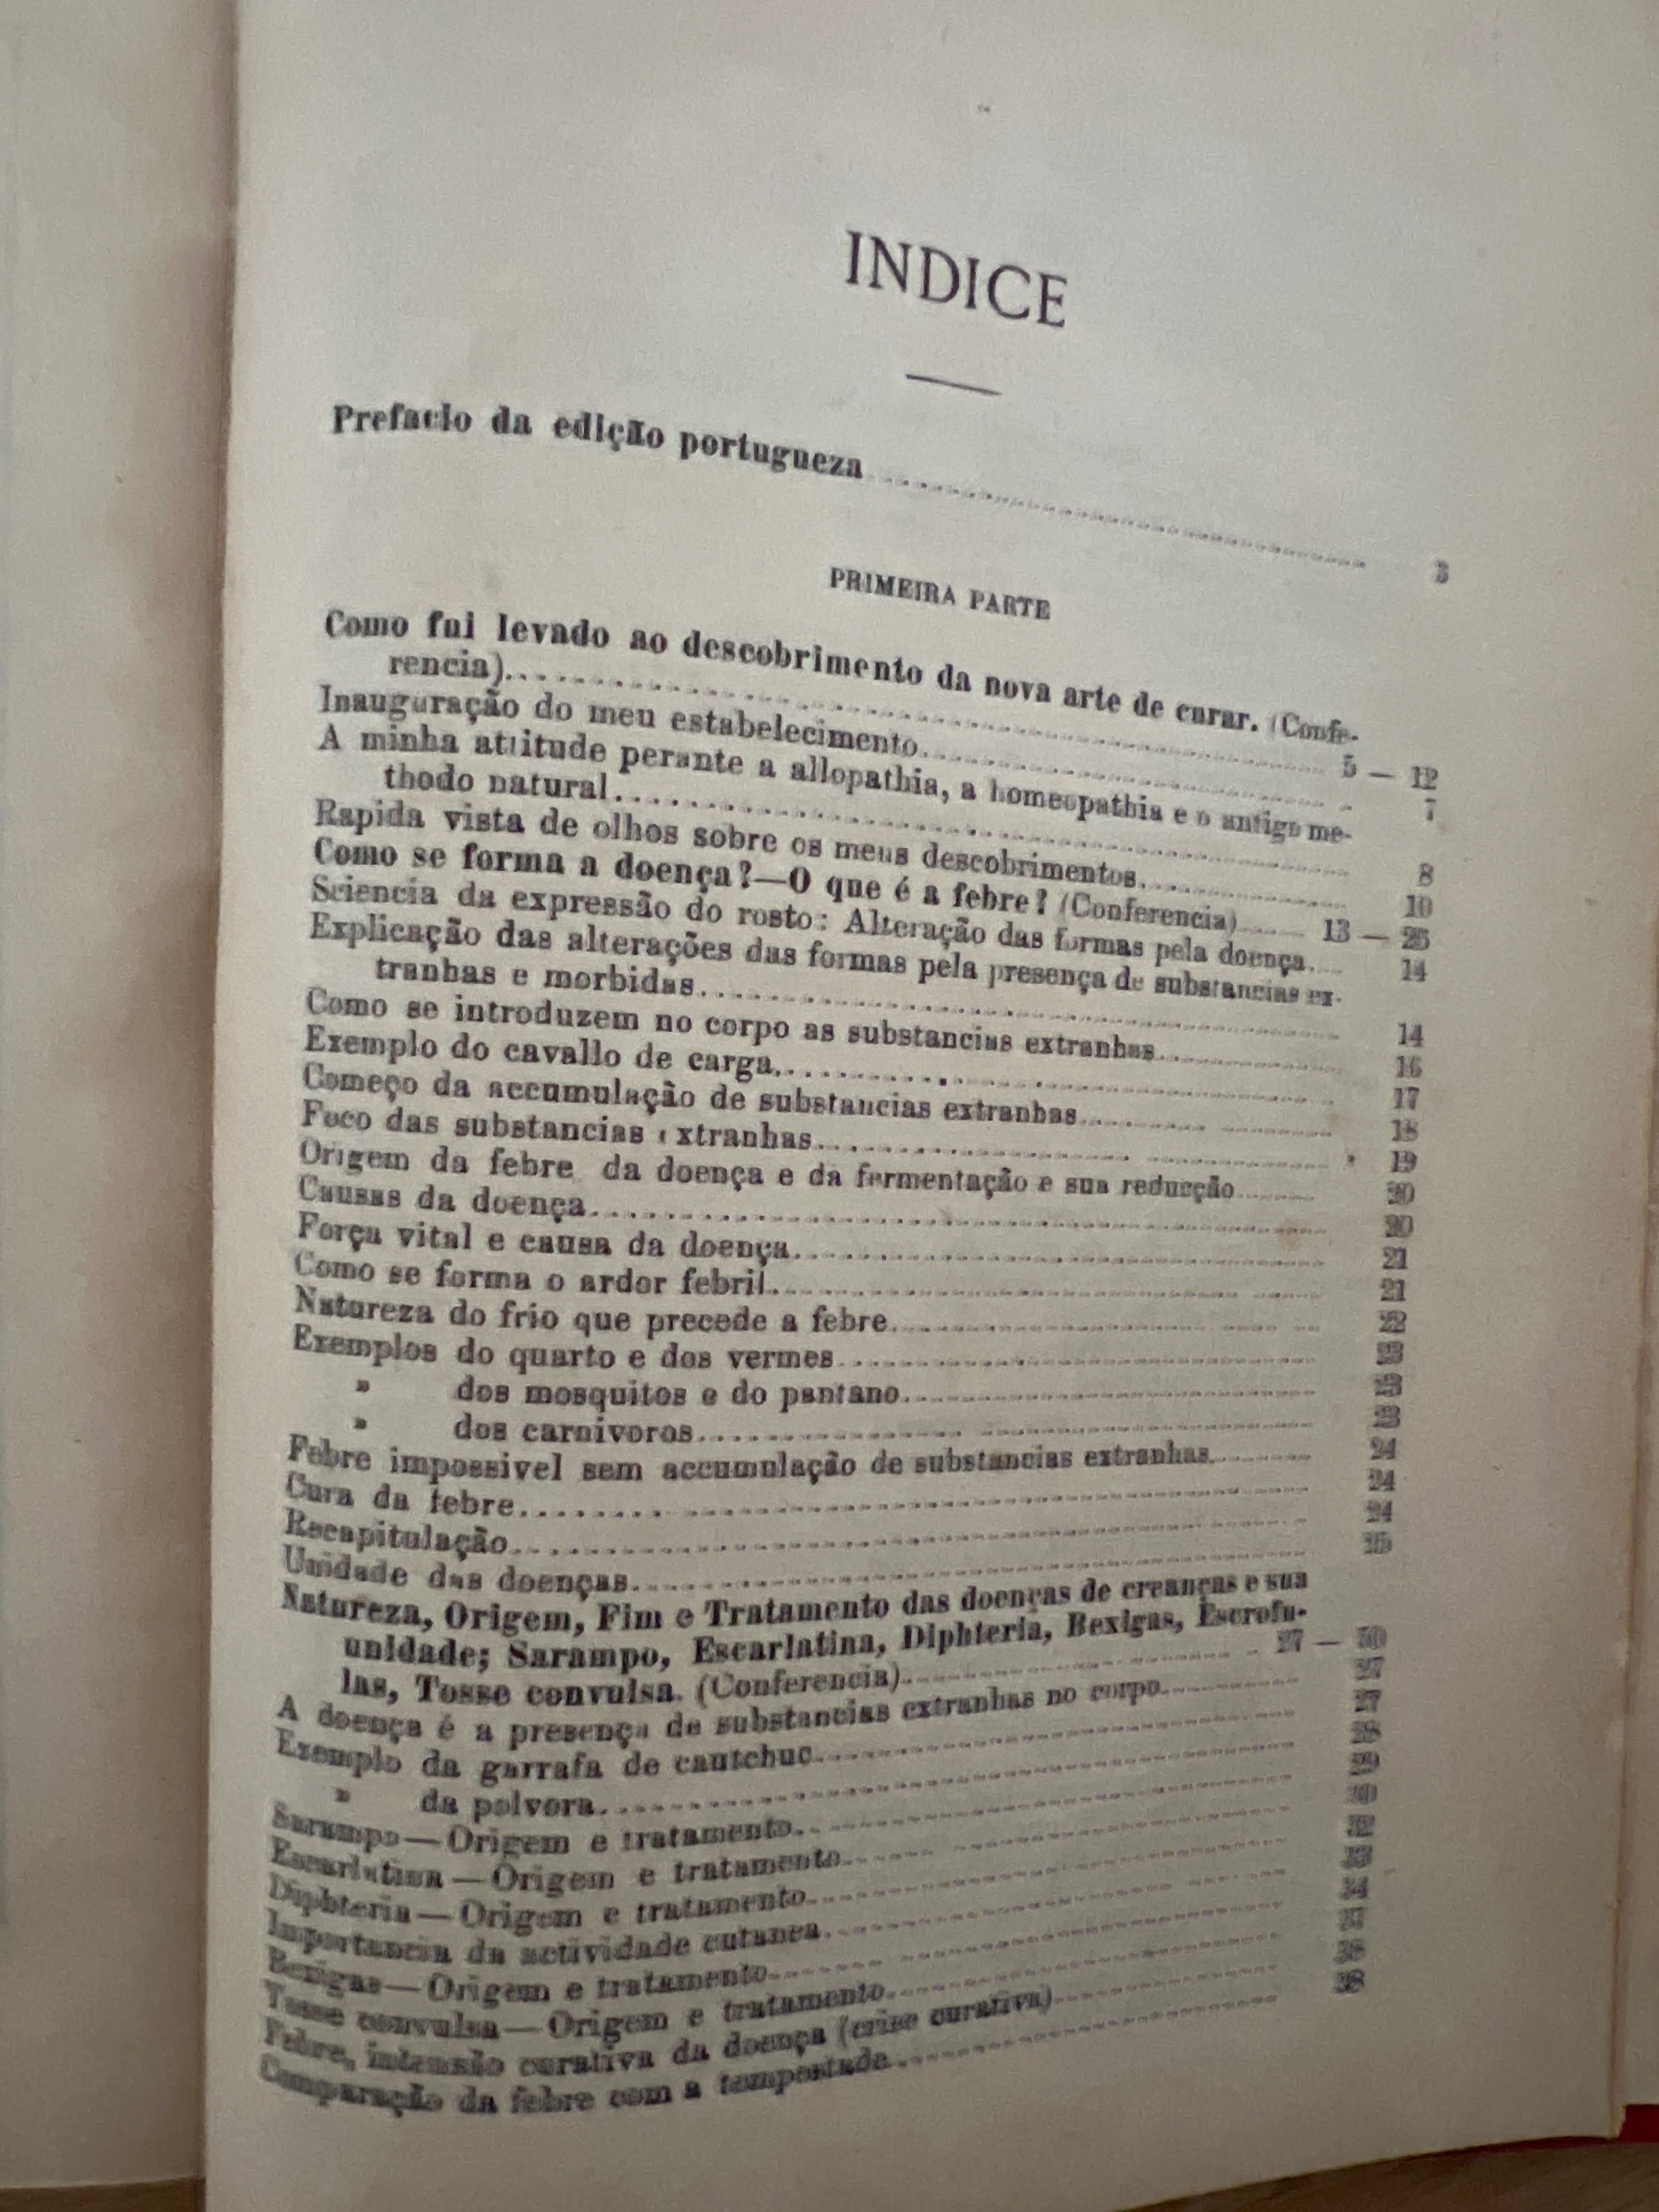 INDICE
Prefacio da edição portugueza 3
PRIMEIRA PARTE
Como fui levado ao descobrimento da nova arte de curar. (Confe-
rencia) 5 — 12
Inauguração do meu estabelecimento 7
A minha attitude perante a allopathia, a homeopathia e o antigo me-
thodo natural 8
Rapida vista de olhos sobre os meus descobrimentos 10
Como se forma a doença?—O que é a febre? (Conferencia) 13 — 25
Sciencia da expressão do rosto: Alteração das formas pela doença 14
Explicação das alterações das formas pela presença de substancias ex-
tranhas e morbidas 14
Como se introduzem no corpo as substancias extranhas 16
Exemplo do cavallo de carga 17
Começo da accumulação de substancias extranhas 18
Foco das substancias extranhas 19
Origem da febre da doença e da fermentação e sua reducção 20
Causas da doença 20
Força vital e causa da doença 21
Como se forma o ardor febril 21
Natureza do frio que precede a febre 22
Exemplos do quarto e dos vermes 23
» dos mosquitos e do pantano 23
» dos carnivoros 23
Febre impossivel sem accumulação de substancias extranhas 24
Cura da febre 24
Recapitulação 24
Unidade das doenças 25
Natureza, Origem, Fim e Tratamento das doenças de creanças e sua
unidade; Sarampo, Escarlatina, Diphteria, Bexigas, Escrofu-
las, Tosse convulsa. (Conferencia) 27 — 50
A doença é a presença de substancias extranhas no corpo 27
Exemplo da garrafa de cautchuc 27
» da polvora 28
Sarampo—Origem e tratamento 29
Escarlatina—Origem e tratamento 30
Diphteria—Origem e tratamento 32
Importancia da actividade cutanea 33
Bexigas—Origem e tratamento 34
Tosse convulsa—Origem e tratamento 37
Febre, intensão curativa da doença (crise curativa) 38
Comparação da febre com a tempestade 38